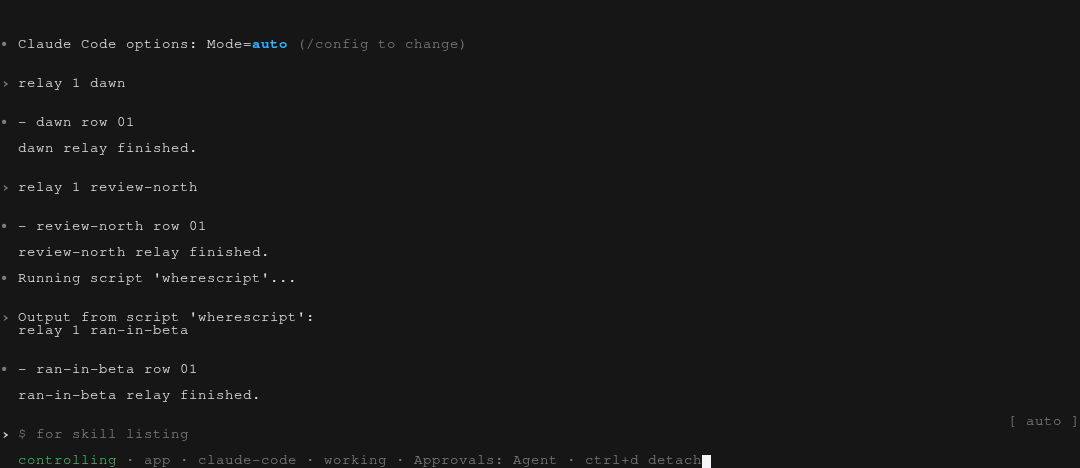 • Claude Code options: Mode=auto (/config to change)
› relay 1 dawn
• - dawn row 01
dawn relay finished.
› relay 1 review-north
• - review-north row 01
review-north relay finished.
• Running script 'wherescript'...
› Output from script 'wherescript':
relay 1 ran-in-beta
• - ran-in-beta row 01
ran-in-beta relay finished.
[ auto ]
› $ for skill listing
controlling · app · claude-code · working · Approvals: Agent · ctrl+d detach